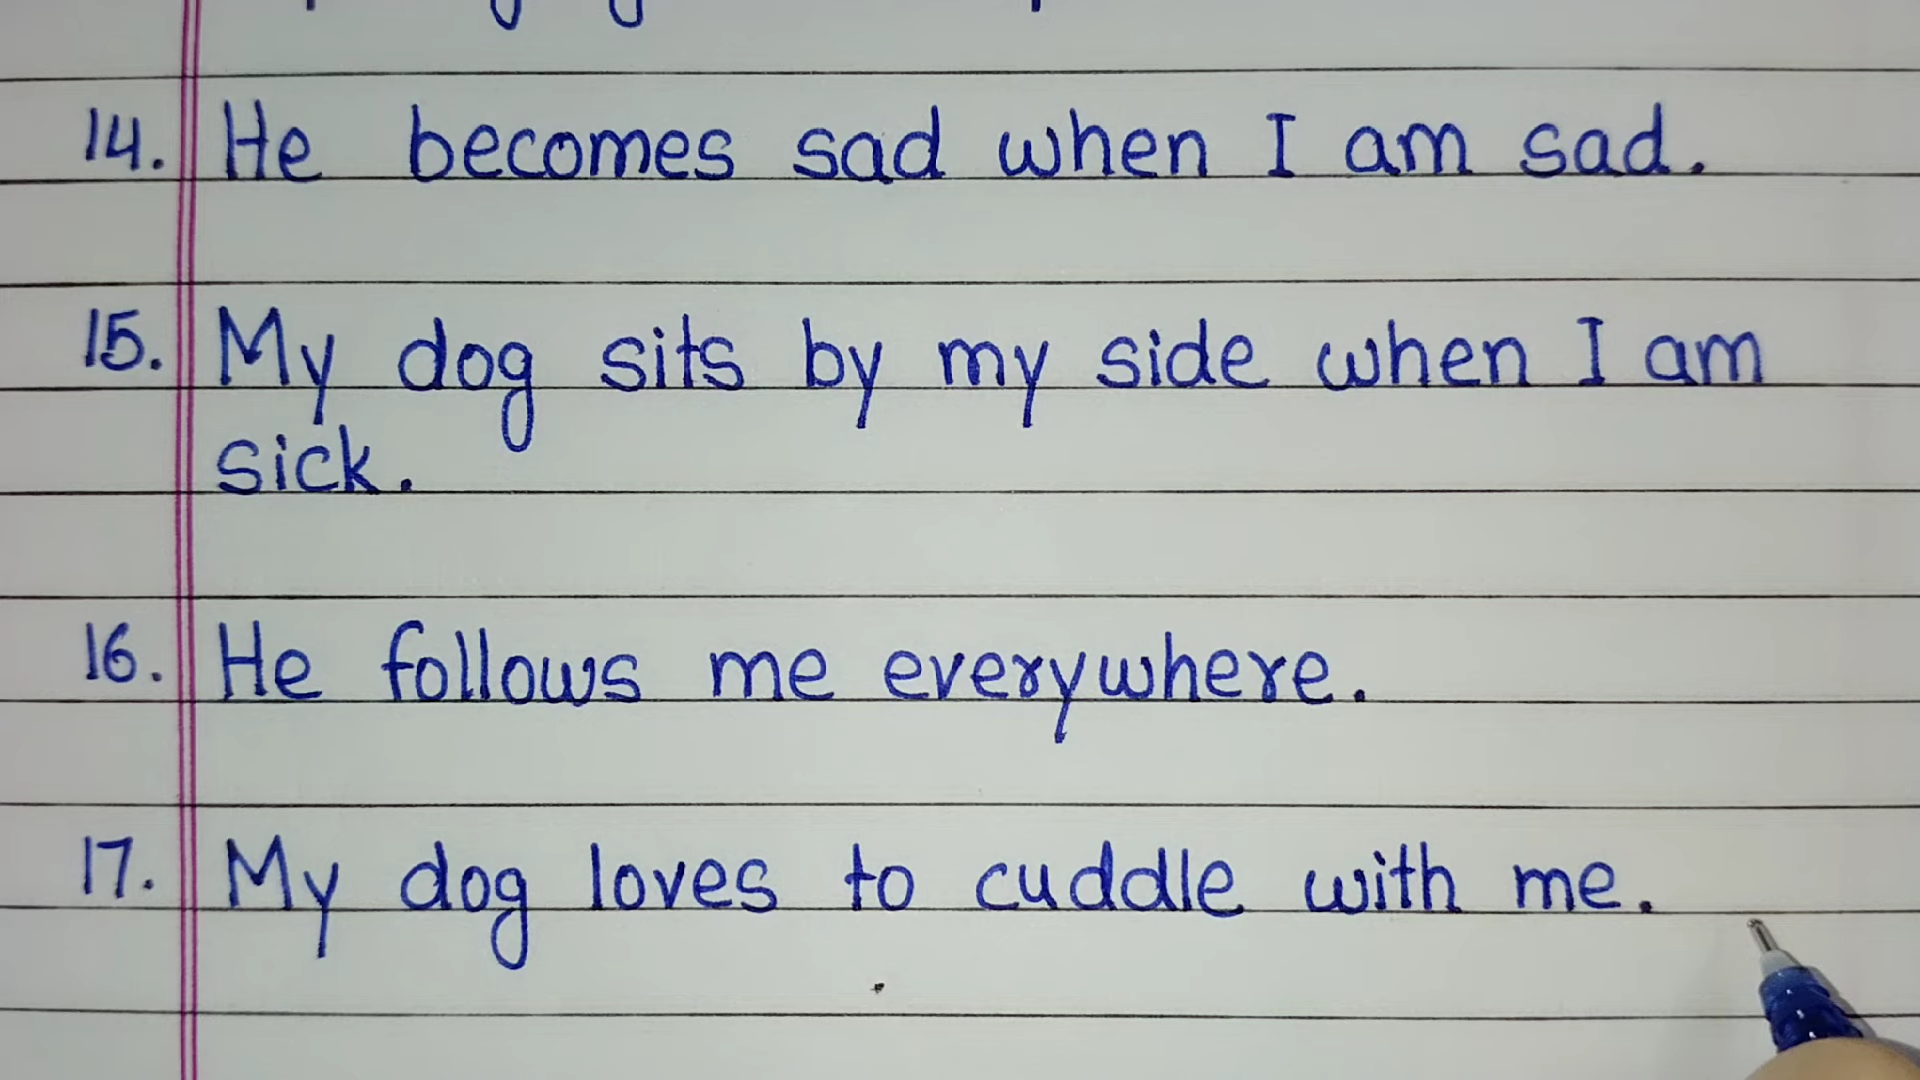 14. He becomes sad when I am sad.
15. My dog sits by my side when I am
sick.
16. He follows me everywhere.
17. My dog loves to cuddle with me.